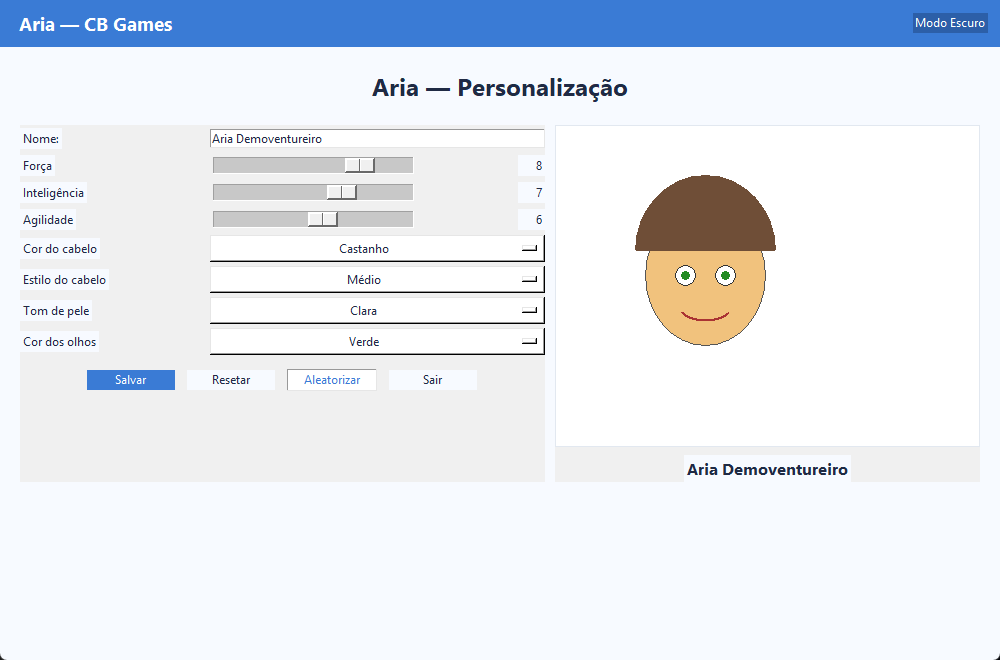 Aria — CB Games
Modo Escuro
Aria — Personalização
Nome: Aria Demoventureiro
Força 8
Inteligência 7
Agilidade 6
Cor do cabelo Castanho
Estilo do cabelo Médio
Tom de pele Clara
Cor dos olhos Verde
Salvar Resetar Aleatorizar Sair
Aria Demoventureiro